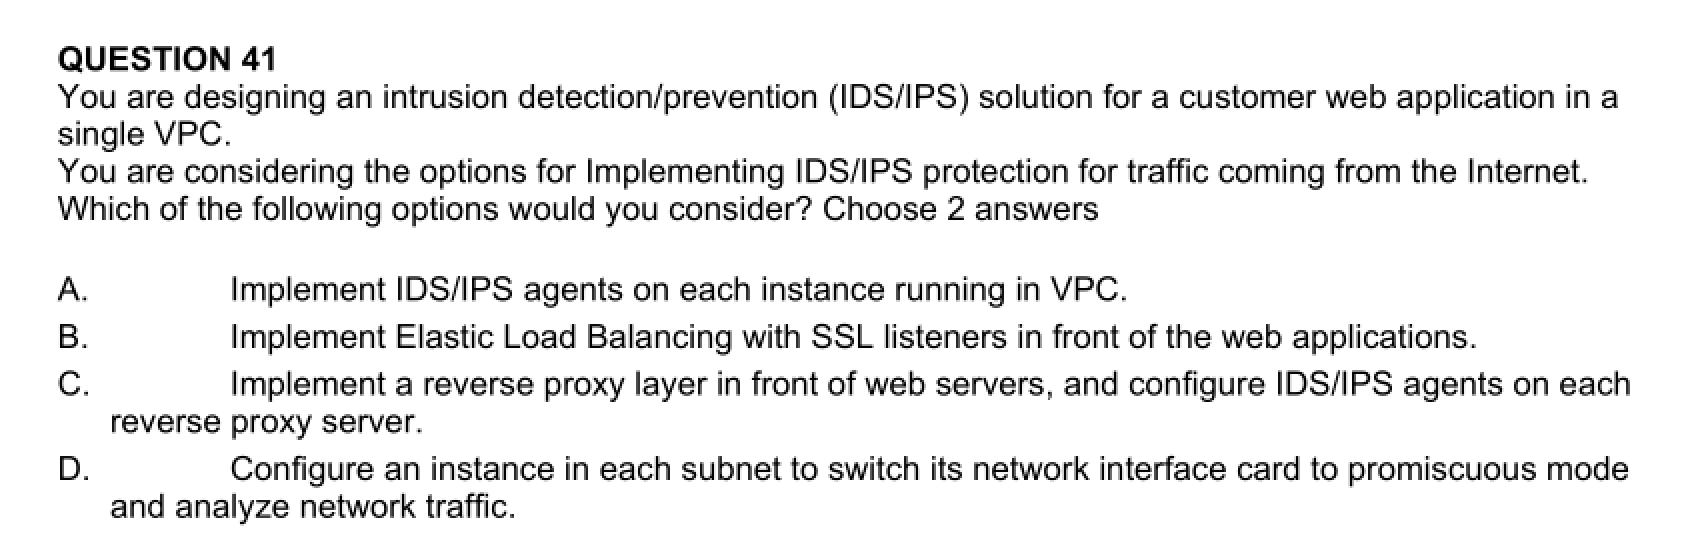 QUESTION 41
You are designing an intrusion detection/prevention (IDS/IPS) solution for a customer web application in a
single VPC.
You are considering the options for Implementing IDS/IPS protection for traffic coming from the Internet.
Which of the following options would you consider? Choose 2 answers
A. Implement IDS/IPS agents on each instance running in VPC.
B. Implement Elastic Load Balancing with SSL listeners in front of the web applications.
C. Implement a reverse proxy layer in front of web servers, and configure IDS/IPS agents on each
reverse proxy server.
D. Configure an instance in each subnet to switch its network interface card to promiscuous mode
and analyze network traffic.